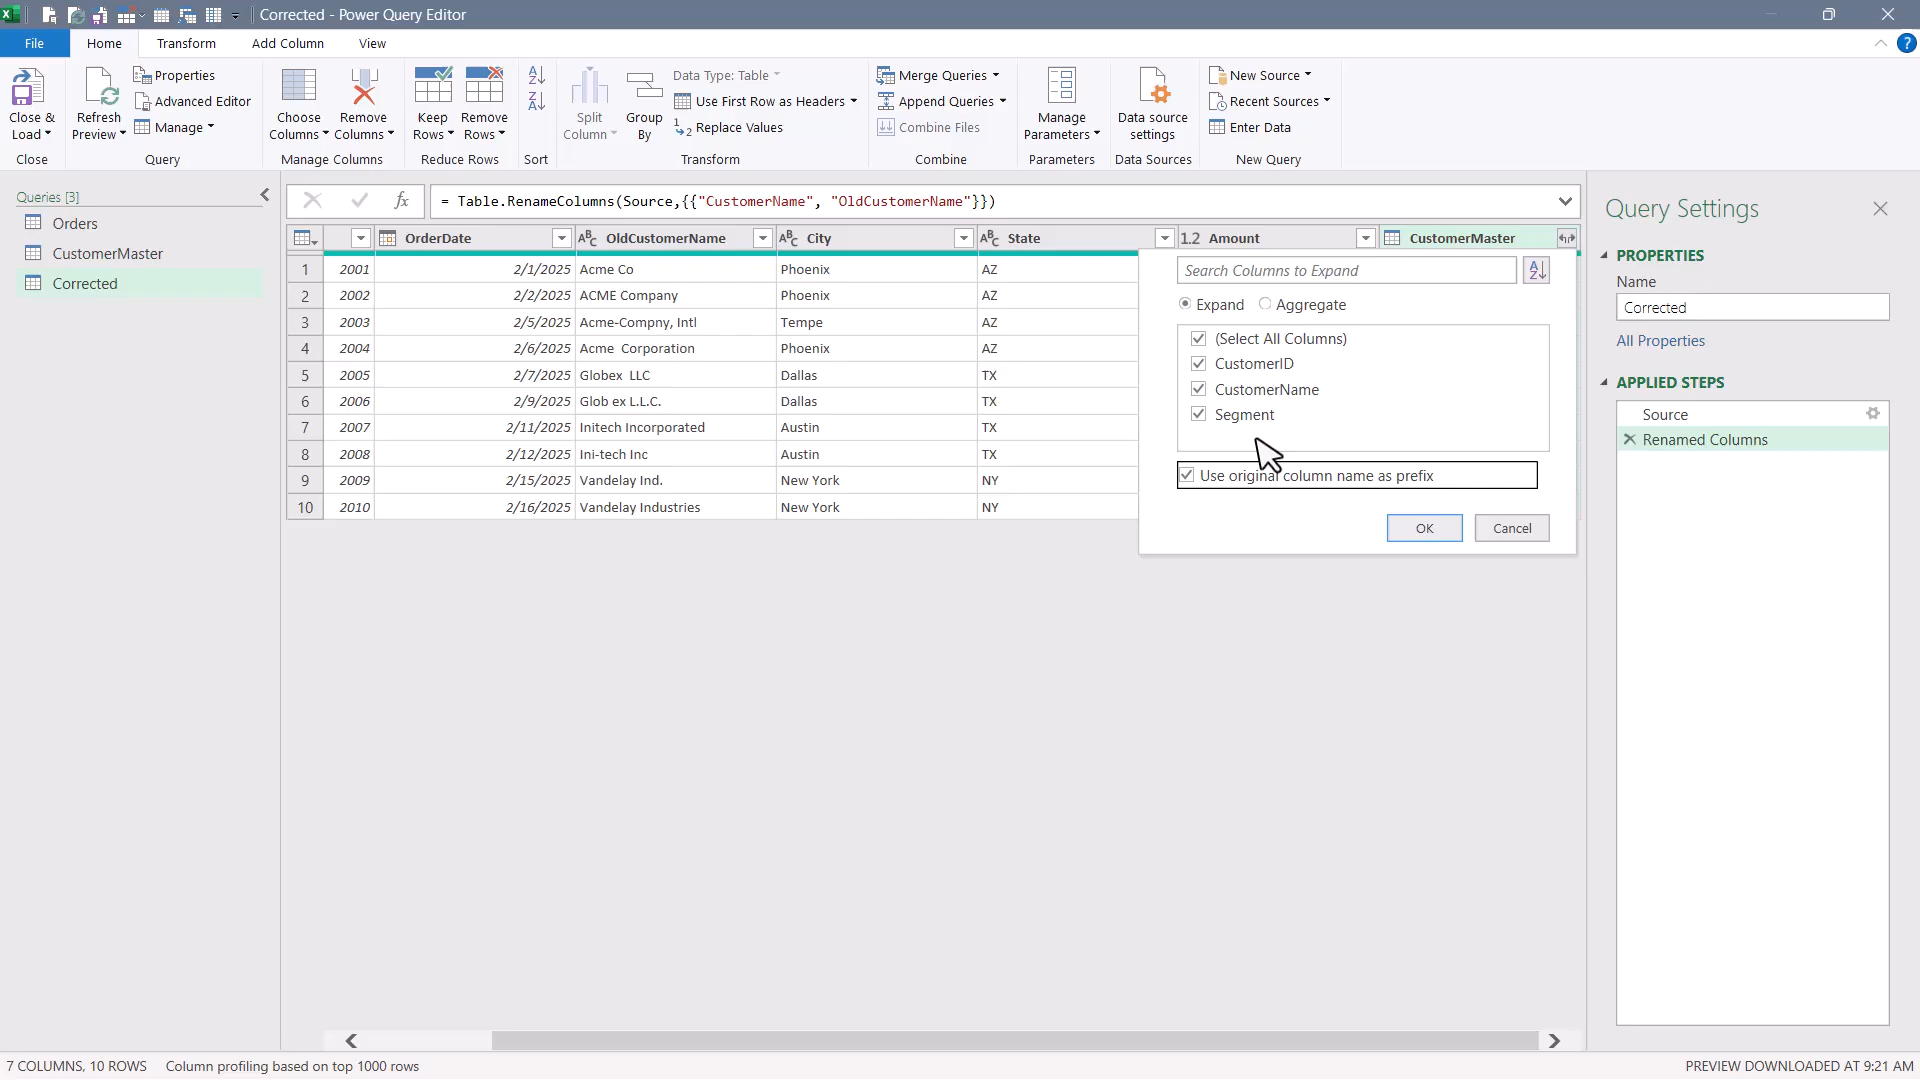 Corrected - Power Query Editor
File Home Transform Add Column View
Close & Load
Refresh Preview
Properties
Advanced Editor
Manage
Choose Columns
Remove Columns
Keep Rows
Remove Rows
Split Column
Group By
Data Type: Table
Use First Row as Headers
Replace Values
Merge Queries
Append Queries
Combine Files
Manage Parameters
Data source settings
New Source
Recent Sources
Enter Data
Close Query Manage Columns Reduce Rows Sort Transform Combine Parameters Data Sources New Query
Queries [3]
Orders
CustomerMaster
Corrected
fx = Table.RenameColumns(Source,{{"CustomerName", "OldCustomerName"}})
OrderDate ABC OldCustomerName ABC City ABC State 1.2 Amount CustomerMaster
1 2001 2/1/2025 Acme Co Phoenix AZ
2 2002 2/2/2025 ACME Company Phoenix AZ
3 2003 2/5/2025 Acme-Compny, Intl Tempe AZ
4 2004 2/6/2025 Acme  Corporation Phoenix AZ
5 2005 2/7/2025 Globex  LLC Dallas TX
6 2006 2/9/2025 Glob ex L.L.C. Dallas TX
7 2007 2/11/2025 Initech Incorporated Austin TX
8 2008 2/12/2025 Ini-tech Inc Austin TX
9 2009 2/15/2025 Vandelay Ind. New York NY
10 2010 2/16/2025 Vandelay Industries New York NY
Search Columns to Expand
AZ
Expand Aggregate
(Select All Columns)
CustomerID
CustomerName
Segment
Use original column name as prefix
OK Cancel
Query Settings
PROPERTIES
Name
Corrected
All Properties
APPLIED STEPS
Source
Renamed Columns
7 COLUMNS, 10 ROWS Column profiling based on top 1000 rows PREVIEW DOWNLOADED AT 9:21 AM